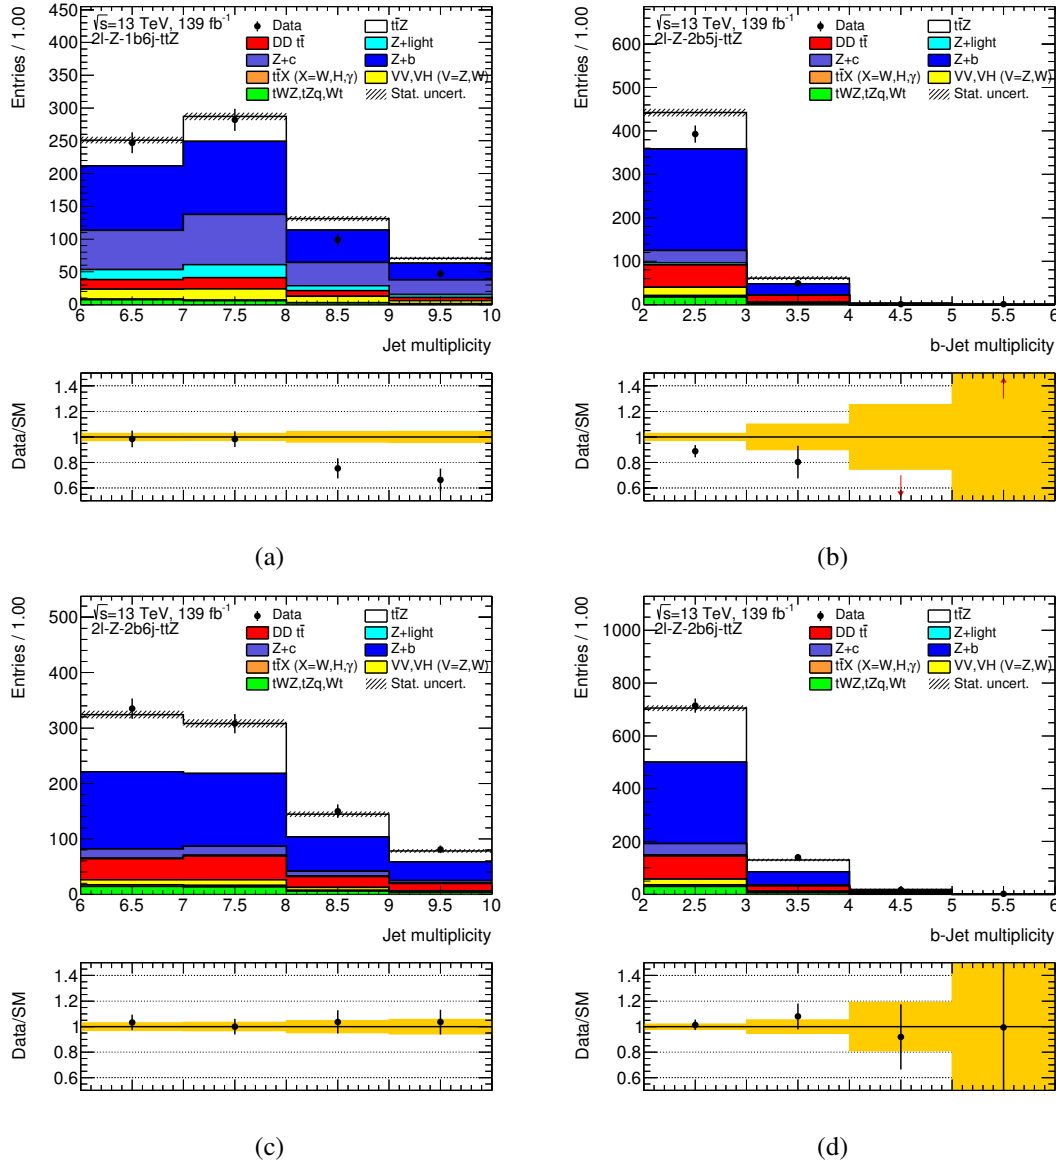 Entries / 1.00
√s=13 TeV, 139 fb⁻¹
2l-Z-1b6j-ttZ
Data
tt̄Z
DD tt̄
Z+light
Z+c
Z+b
tt̄X (X=W,H,γ)
VV,VH (V=Z,W)
tWZ,tZq,Wt
Stat. uncert.
450
400
350
300
250
200
150
100
50
0
6 6.5 7 7.5 8 8.5 9 9.5 10
Jet multiplicity
Data/SM
1.4
1.2
1
0.8
0.6
(a)
Entries / 1.00
√s=13 TeV, 139 fb⁻¹
2l-Z-2b5j-ttZ
Data
tt̄Z
DD tt̄
Z+light
Z+c
Z+b
tt̄X (X=W,H,γ)
VV,VH (V=Z,W)
tWZ,tZq,Wt
Stat. uncert.
600
500
400
300
200
100
0
2 2.5 3 3.5 4 4.5 5 5.5 6
b-Jet multiplicity
Data/SM
1.4
1.2
1
0.8
0.6
(b)
Entries / 1.00
√s=13 TeV, 139 fb⁻¹
2l-Z-2b6j-ttZ
Data
tt̄Z
DD tt̄
Z+light
Z+c
Z+b
tt̄X (X=W,H,γ)
VV,VH (V=Z,W)
tWZ,tZq,Wt
Stat. uncert.
500
400
300
200
100
0
6 6.5 7 7.5 8 8.5 9 9.5 10
Jet multiplicity
Data/SM
1.4
1.2
1
0.8
0.6
(c)
Entries / 1.00
√s=13 TeV, 139 fb⁻¹
2l-Z-2b6j-ttZ
Data
tt̄Z
DD tt̄
Z+light
Z+c
Z+b
tt̄X (X=W,H,γ)
VV,VH (V=Z,W)
tWZ,tZq,Wt
Stat. uncert.
1000
800
600
400
200
0
2 2.5 3 3.5 4 4.5 5 5.5 6
b-Jet multiplicity
Data/SM
1.4
1.2
1
0.8
0.6
(d)